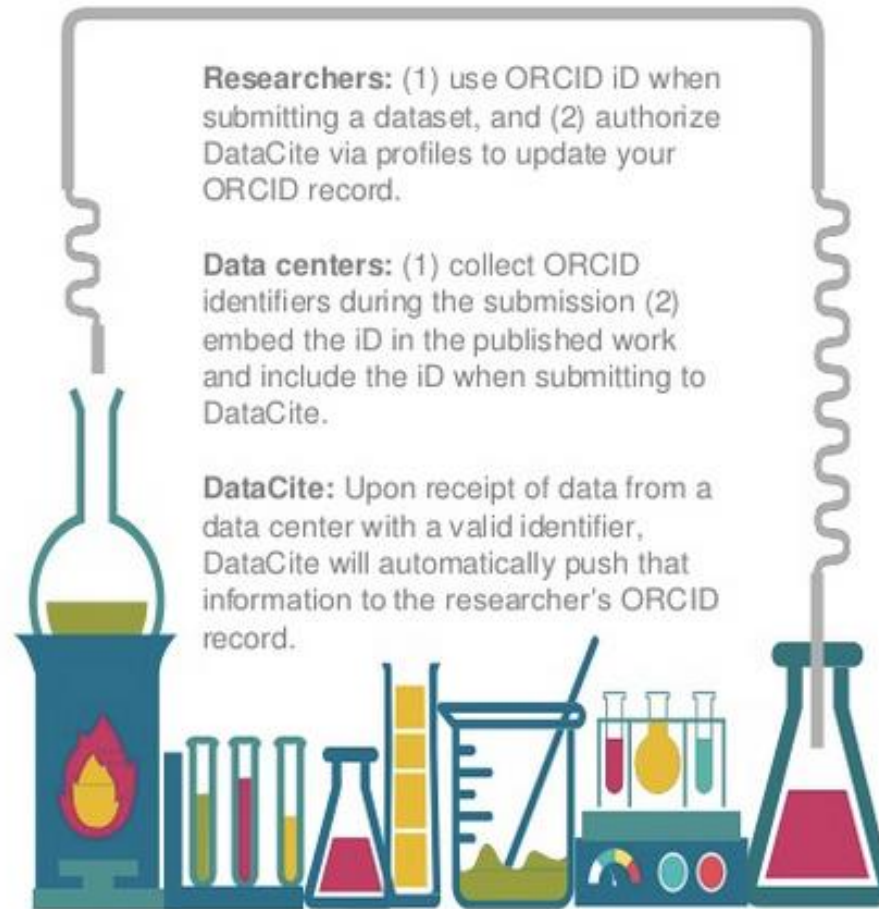 Researchers: (1) use ORCID iD when
submitting a dataset, and (2) authorize
DataCite via profiles to update your
ORCID record.
Data centers: (1) collect ORCID
identifiers during the submission (2)
embed the iD in the published work
and include the iD when submitting to
DataCite.
DataCite: Upon receipt of data from a
data center with a valid identifier,
DataCite will automatically push that
information to the researcher's ORCID
record.